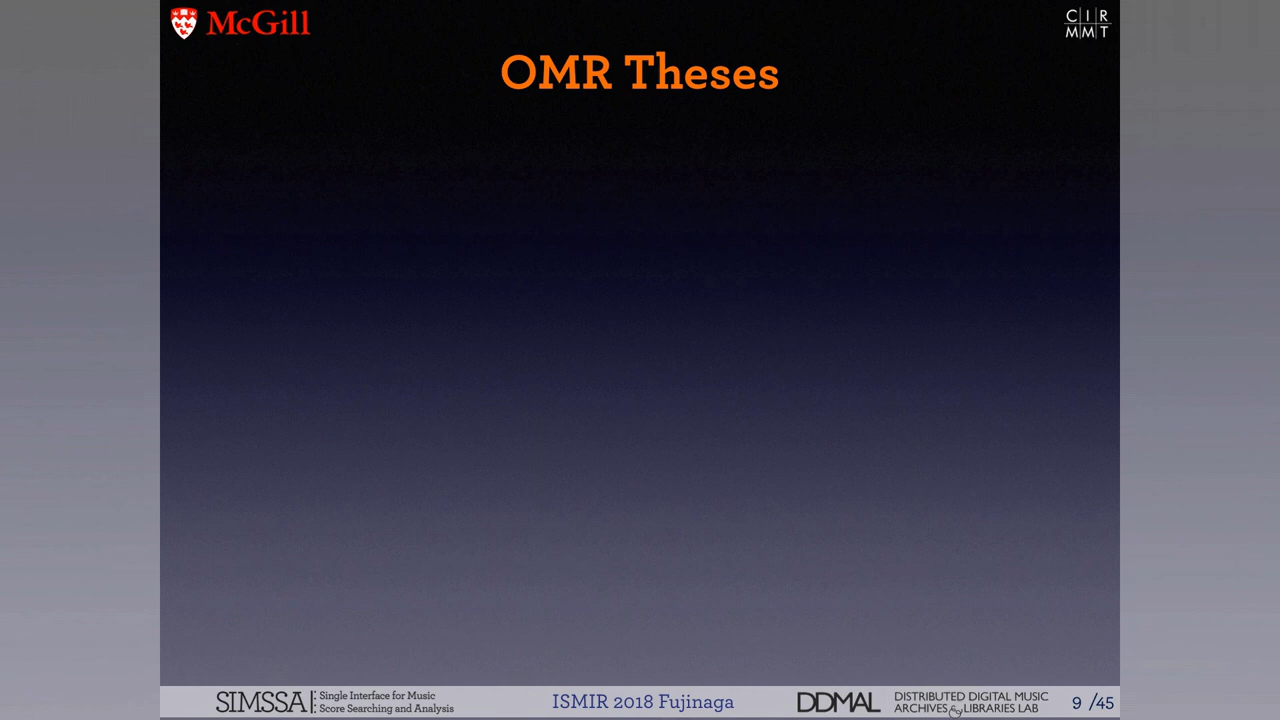 McGill
C I R
M M T
OMR Theses
SIMSSA
Single Interface for Music
Score Searching and Analysis
ISMIR 2018 Fujinaga
DDMAL
DISTRIBUTED DIGITAL MUSIC
ARCHIVES & LIBRARIES LAB
9 /45